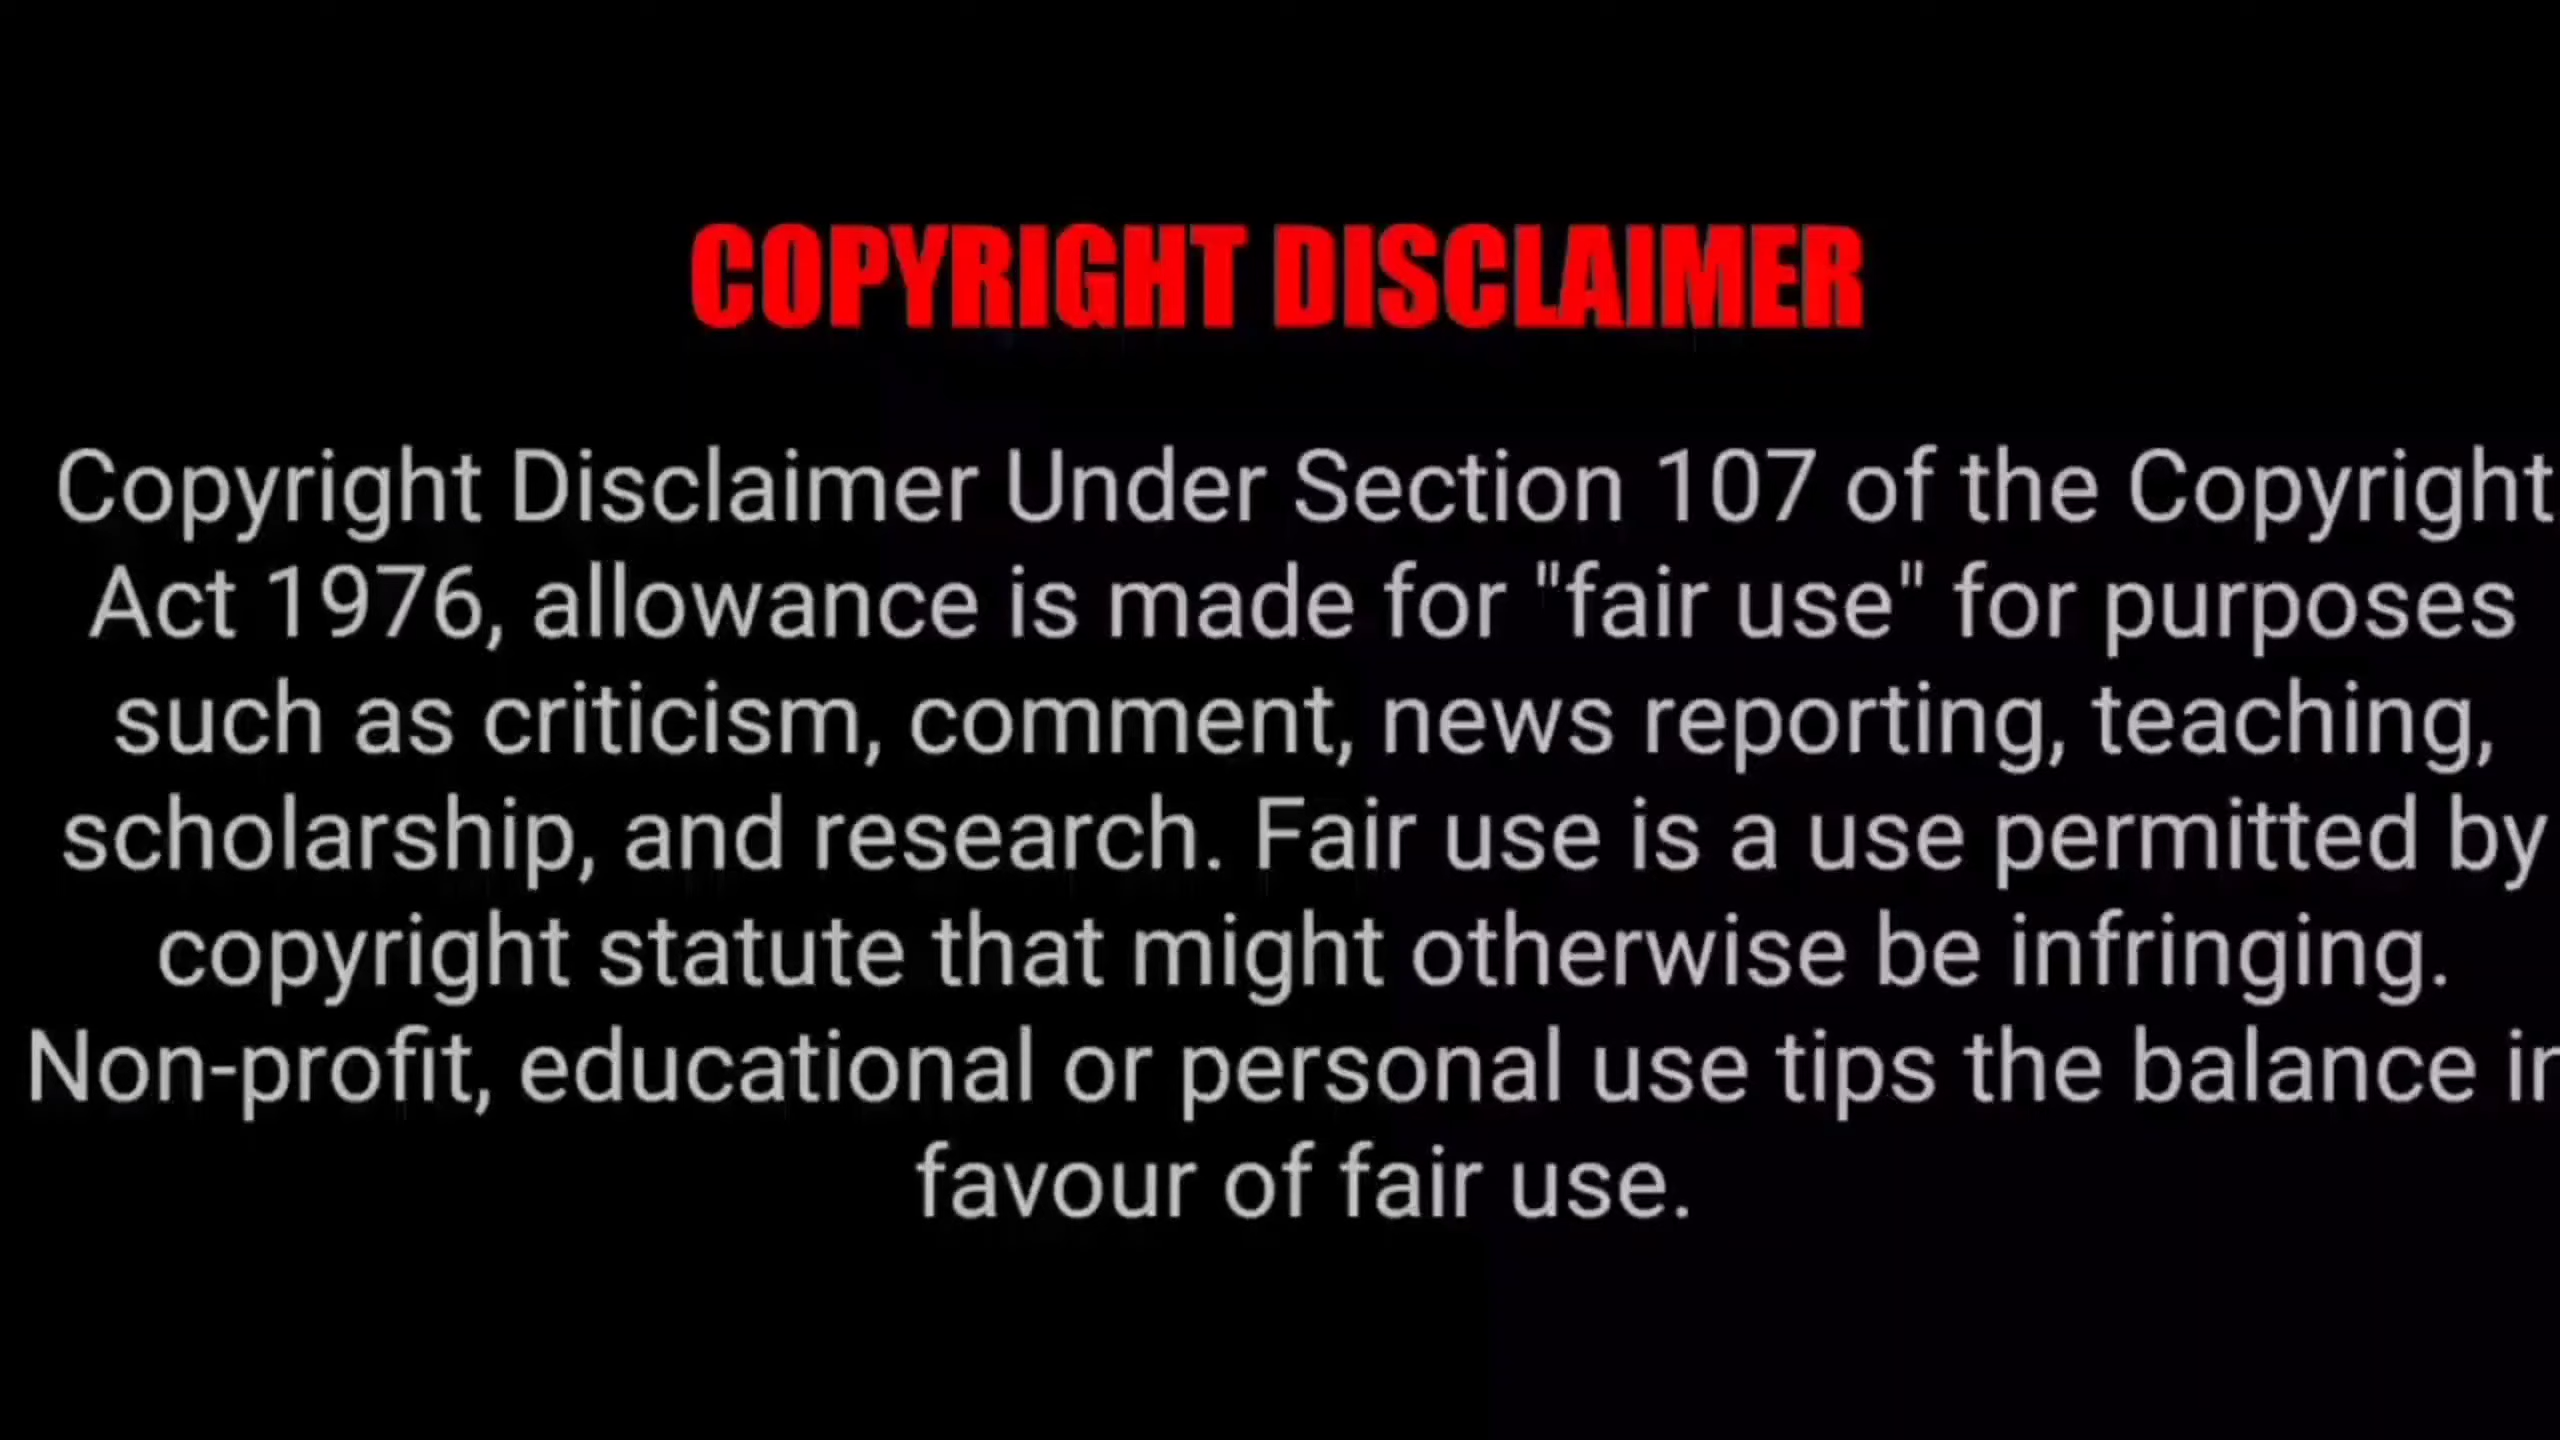 COPYRIGHT DISCLAIMER
Copyright Disclaimer Under Section 107 of the Copyright
Act 1976, allowance is made for "fair use" for purposes
such as criticism, comment, news reporting, teaching,
scholarship, and research. Fair use is a use permitted by
copyright statute that might otherwise be infringing.
Non-profit, educational or personal use tips the balance in
favour of fair use.